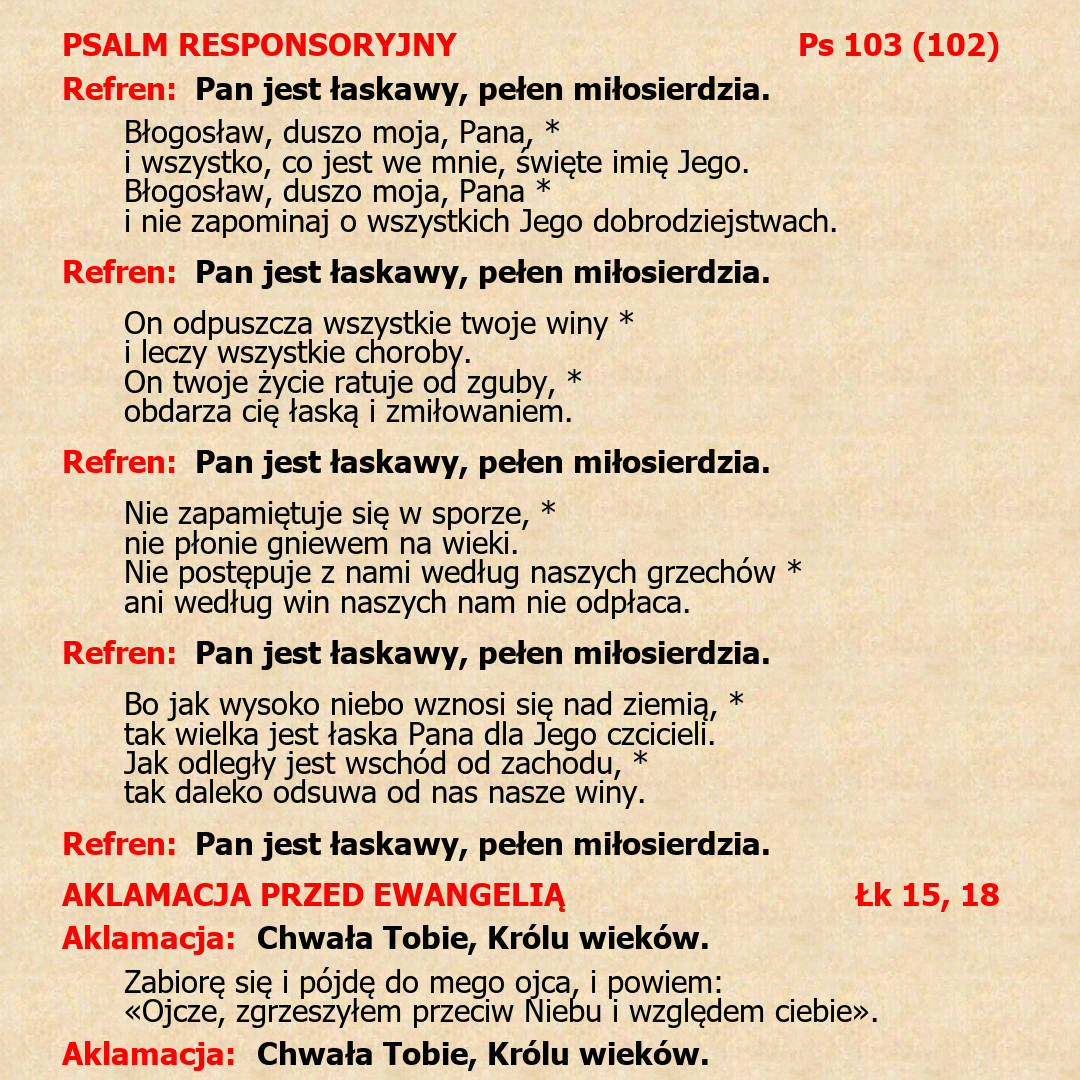 PSALM RESPONSORYJNY Ps 103 (102)
Refren: Pan jest łaskawy, pełen miłosierdzia.
Błogosław, duszo moja, Pana, *
i wszystko, co jest we mnie, święte imię Jego.
Błogosław, duszo moja, Pana *
i nie zapominaj o wszystkich Jego dobrodziejstwach.
Refren: Pan jest łaskawy, pełen miłosierdzia.
On odpuszcza wszystkie twoje winy *
i leczy wszystkie choroby.
On twoje życie ratuje od zguby, *
obdarza cię łaską i zmiłowaniem.
Refren: Pan jest łaskawy, pełen miłosierdzia.
Nie zapamiętuje się w sporze, *
nie płonie gniewem na wieki.
Nie postępuje z nami według naszych grzechów *
ani według win naszych nam nie odpłaca.
Refren: Pan jest łaskawy, pełen miłosierdzia.
Bo jak wysoko niebo wznosi się nad ziemią, *
tak wielka jest łaska Pana dla Jego czcicieli.
Jak odległy jest wschód od zachodu, *
tak daleko odsuwa od nas nasze winy.
Refren: Pan jest łaskawy, pełen miłosierdzia.
AKLAMACJA PRZED EWANGELIĄ Łk 15, 18
Aklamacja: Chwała Tobie, Królu wieków.
Zabiorę się i pójdę do mego ojca, i powiem:
«Ojcze, zgrzeszyłem przeciw Niebu i względem ciebie».
Aklamacja: Chwała Tobie, Królu wieków.